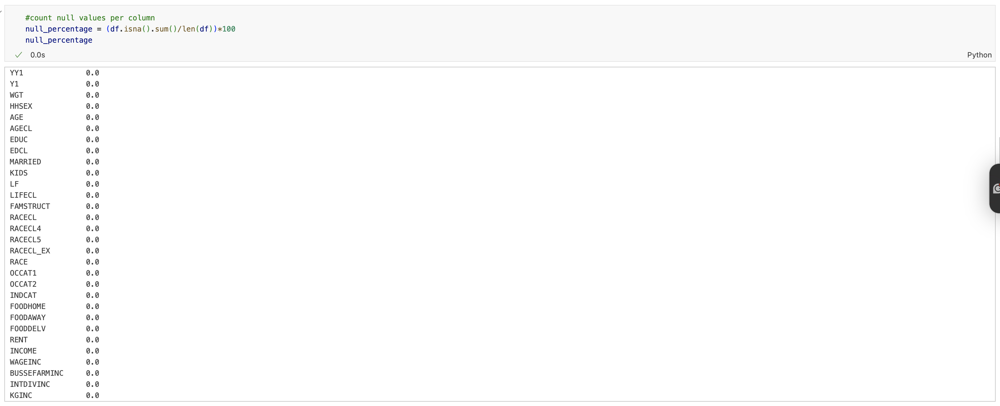 #count null values per column
null_percentage = (df.isna().sum()/len(df))*100
null_percentage
0.0s
Python
YY1 0.0
Y1 0.0
WGT 0.0
HHSEX 0.0
AGE 0.0
AGECL 0.0
EDUC 0.0
EDCL 0.0
MARRIED 0.0
KIDS 0.0
LF 0.0
LIFECL 0.0
FAMSTRUCT 0.0
RACECL 0.0
RACECL4 0.0
RACECL5 0.0
RACECL_EX 0.0
RACE 0.0
OCCAT1 0.0
OCCAT2 0.0
INDCAT 0.0
FOODHOME 0.0
FOODAWAY 0.0
FOODDELV 0.0
RENT 0.0
INCOME 0.0
WAGEINC 0.0
BUSSEFARMINC 0.0
INTDIVINC 0.0
KGINC 0.0